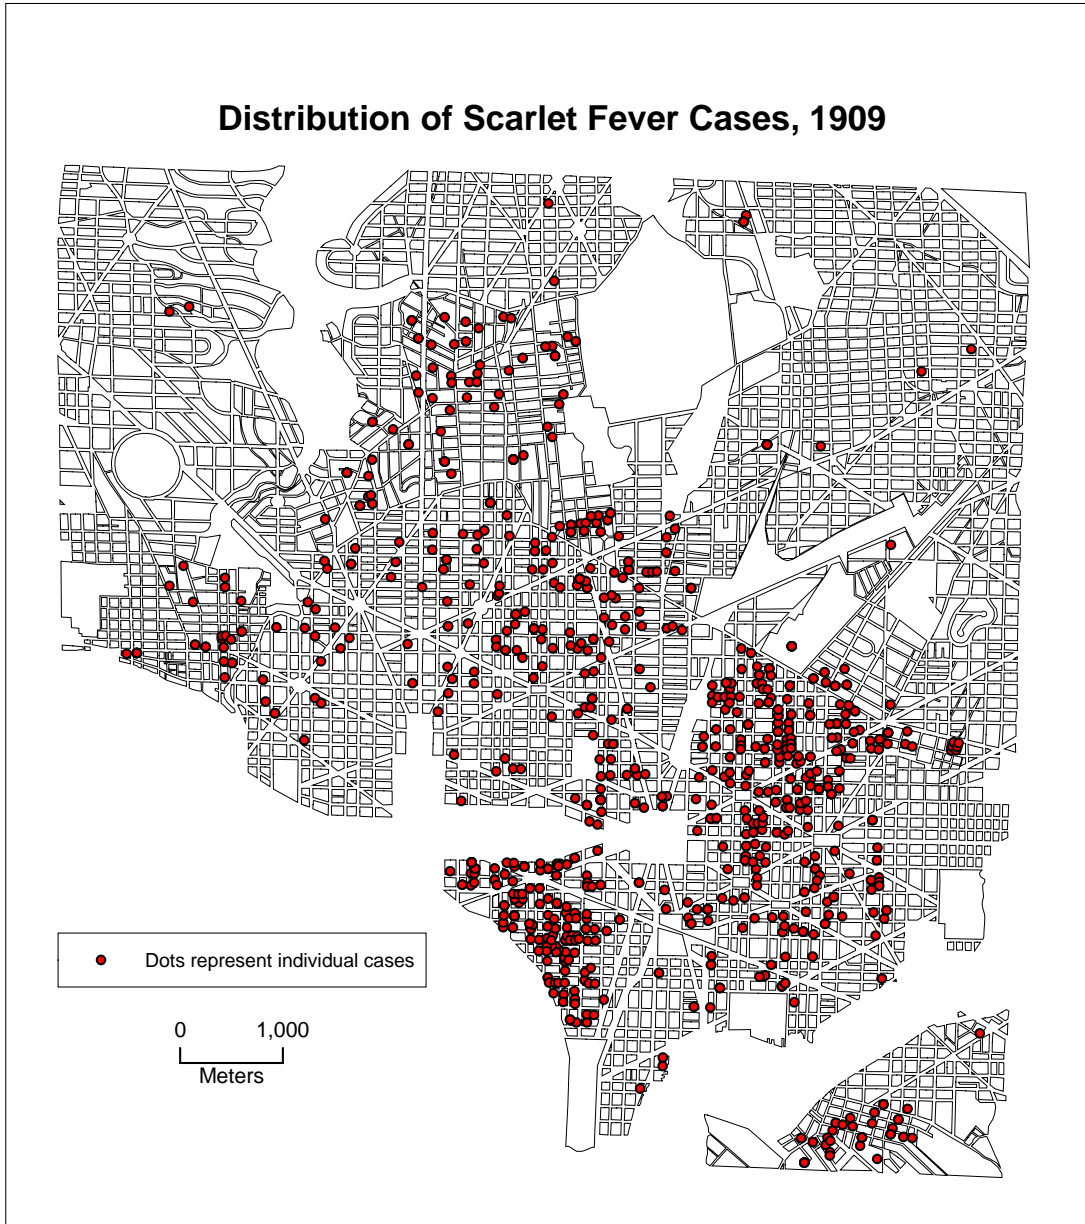 Distribution of Scarlet Fever Cases, 1909
Dots represent individual cases
0 1,000
Meters